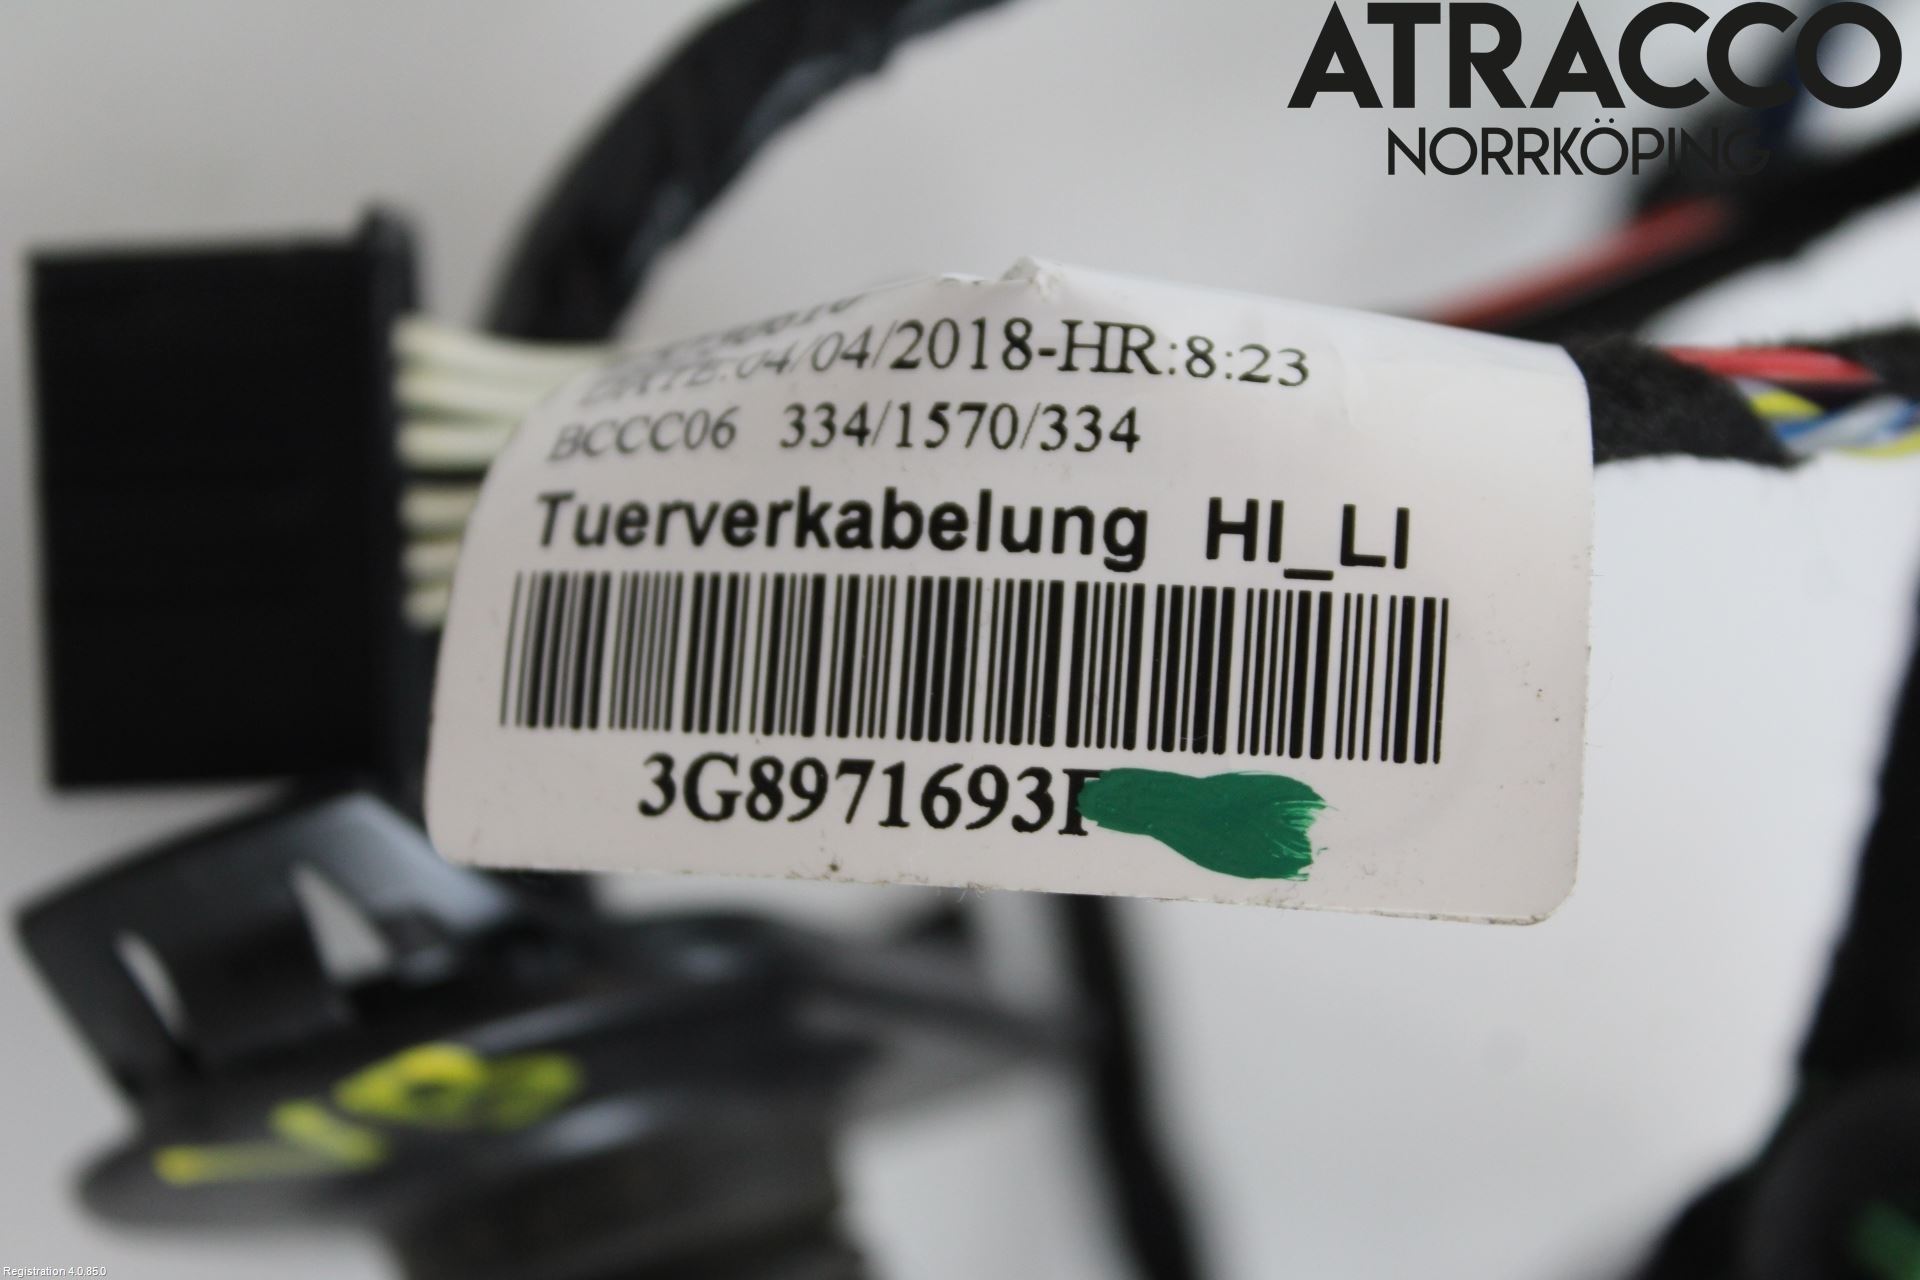 ATRACCO
NORRKÖPING
DATE:04/04/2018-HR:8:23
BCCC06 334/1570/334
Tuerverkabelung HI_LI
3G8971693
Registration 4.0.85.0